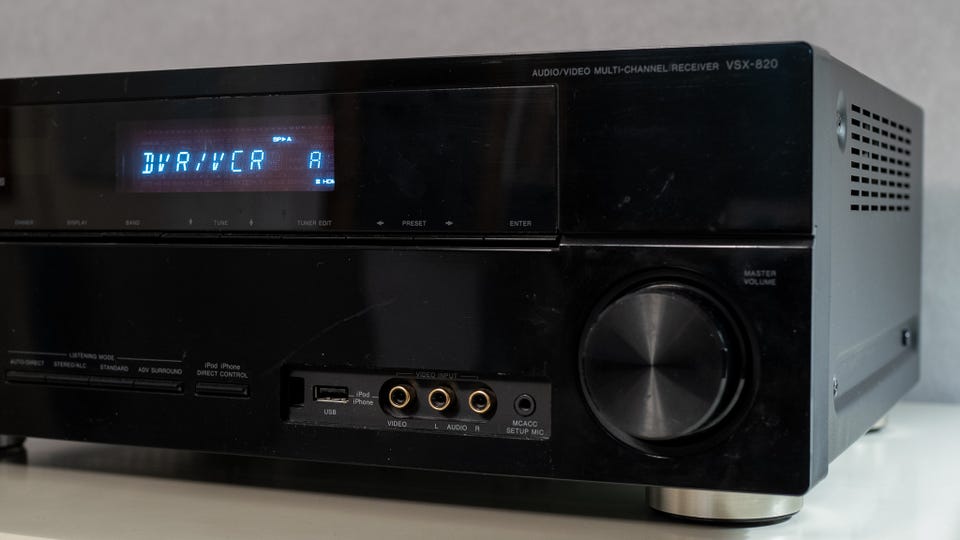 AUDIO/VIDEO MULTI-CHANNEL RECEIVER VSX-820
SP►A
DVR/VCR A
DIMMER DISPLAY BAND TUNE TUNER EDIT PRESET ENTER
MASTER
VOLUME
LISTENING MODE
AUTO/DIRECT STEREO/ALC STANDARD ADV SURROUND
iPod iPhone
DIRECT CONTROL
VIDEO INPUT
iPod
iPhone
USB
VIDEO L AUDIO R
MCACC
SETUP MIC